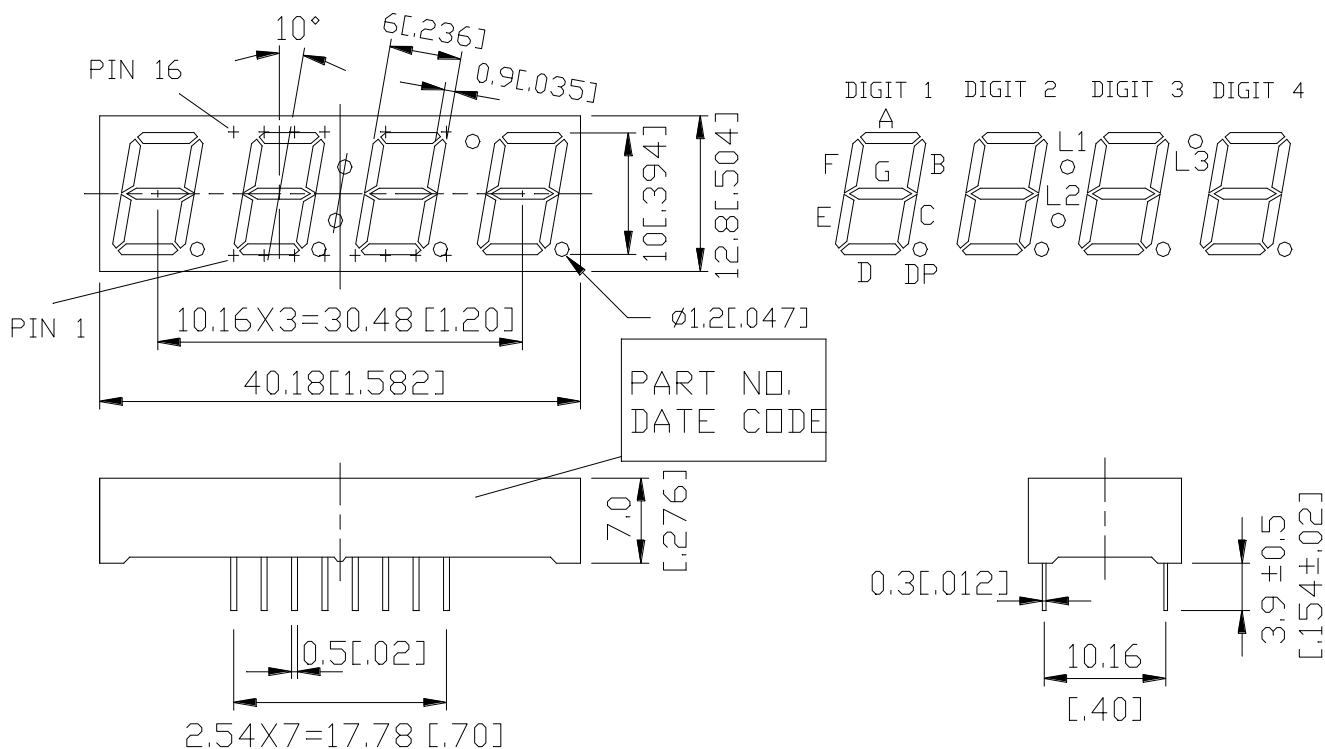 10°
6[.236]
PIN 16
0.9[.035]
DIGIT 1 DIGIT 2 DIGIT 3 DIGIT 4
A
F G B
L1
L3
L2
E C
D DP
10[.394]
12.8[.504]
PIN 1
10.16X3=30.48 [1.20]
ø1.2[.047]
40.18[1.582]
PART NO.
DATE CODE
7.0
[.276]
0.3[.012]
3.9 ±0.5
[.154±.02]
0.5[.02]
10.16
[.40]
2.54X7=17.78 [.70]